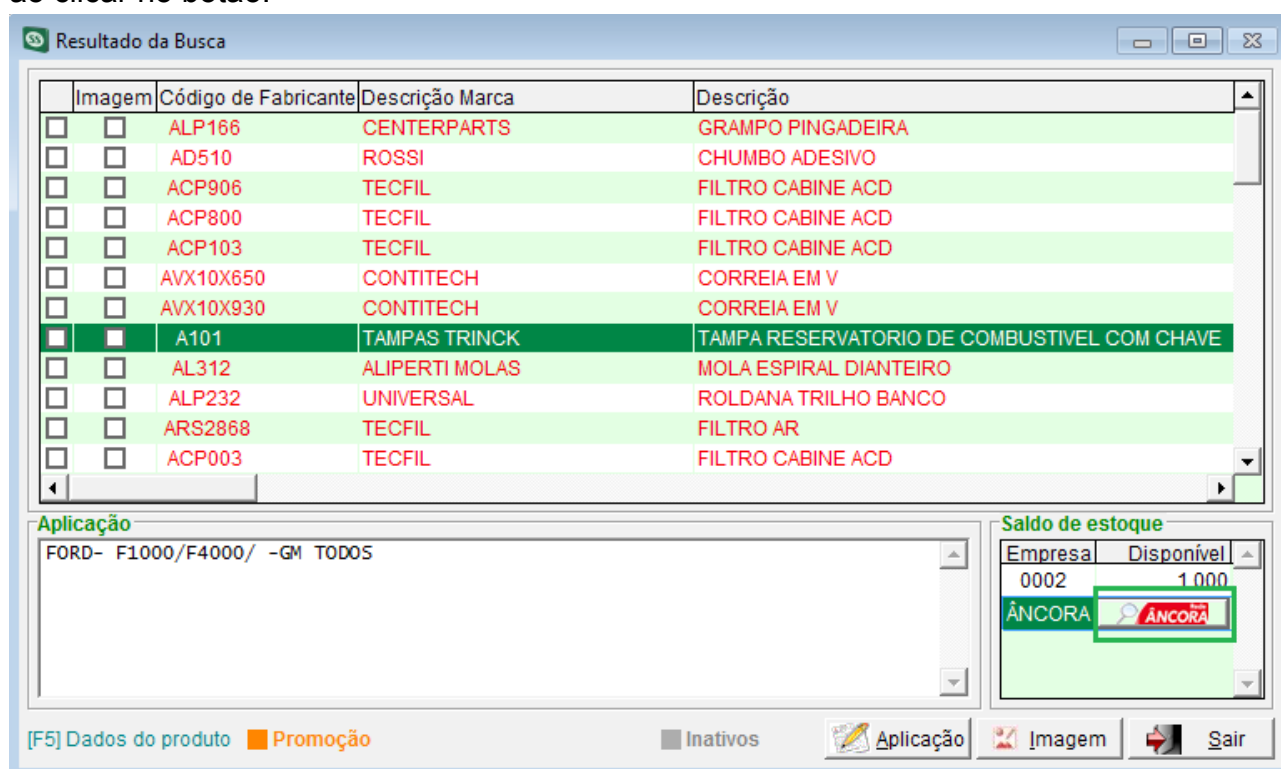 ao clicar no botão.
Resultado da Busca
Imagem Código de Fabricante Descrição Marca Descrição
ALP166 CENTERPARTS GRAMPO PINGADEIRA
AD510 ROSSI CHUMBO ADESIVO
ACP906 TECFIL FILTRO CABINE ACD
ACP800 TECFIL FILTRO CABINE ACD
ACP103 TECFIL FILTRO CABINE ACD
AVX10X650 CONTITECH CORREIA EM V
AVX10X930 CONTITECH CORREIA EM V
A101 TAMPAS TRINCK TAMPA RESERVATORIO DE COMBUSTIVEL COM CHAVE
AL312 ALIPERTI MOLAS MOLA ESPIRAL DIANTEIRO
ALP232 UNIVERSAL ROLDANA TRILHO BANCO
ARS2868 TECFIL FILTRO AR
ACP003 TECFIL FILTRO CABINE ACD
Aplicação
FORD- F1000/F4000/ -GM TODOS
Saldo de estoque
Empresa Disponível
0002 1.000
ÂNCORA ÂNCORA
[F5] Dados do produto Promoção Inativos Aplicação Imagem Sair